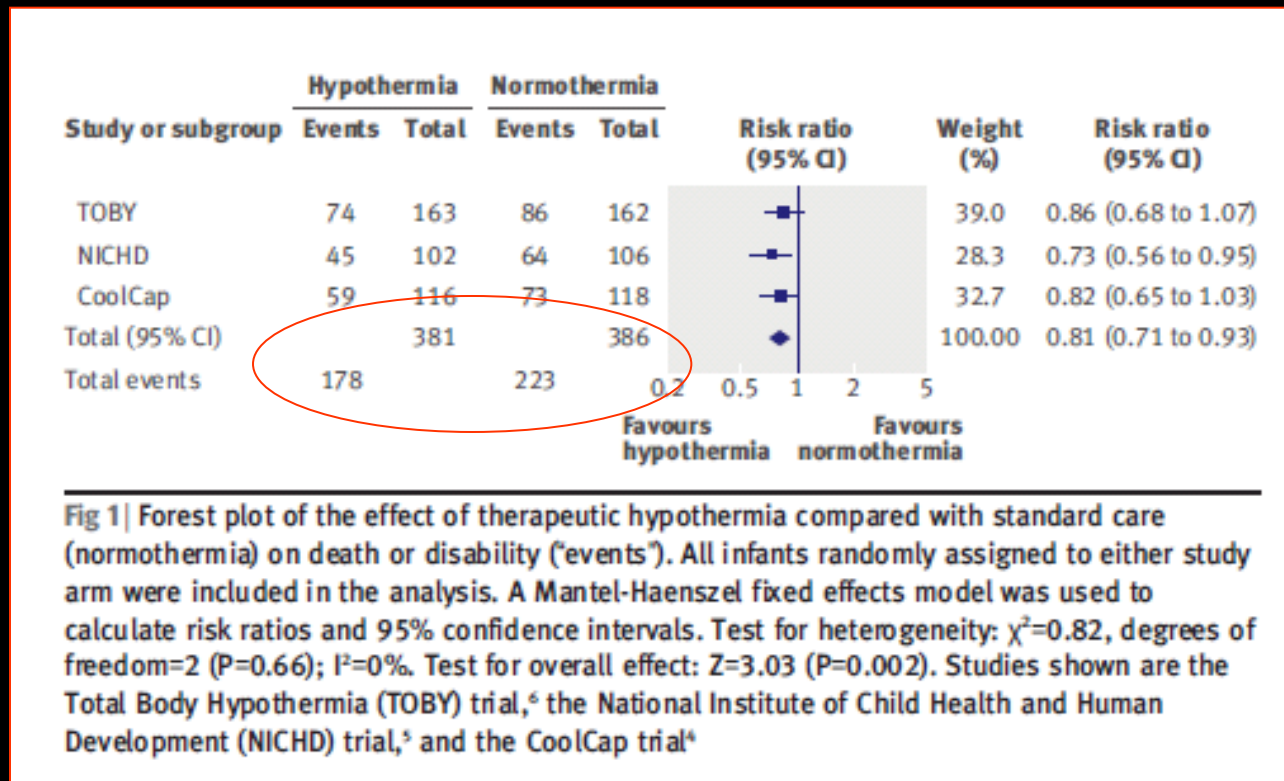 Hypothermia Normothermia
Study or subgroup Events Total Events Total Risk ratio (95% CI) Weight (%) Risk ratio (95% CI)
TOBY 74 163 86 162 39.0 0.86 (0.68 to 1.07)
NICHD 45 102 64 106 28.3 0.73 (0.56 to 0.95)
CoolCap 59 116 73 118 32.7 0.82 (0.65 to 1.03)
Total (95% CI) 381 386 100.00 0.81 (0.71 to 0.93)
Total events 178 223
0.2 0.5 1 2 5
Favours hypothermia Favours normothermia
Fig 1| Forest plot of the effect of therapeutic hypothermia compared with standard care
(normothermia) on death or disability ("events"). All infants randomly assigned to either study
arm were included in the analysis. A Mantel-Haenszel fixed effects model was used to
calculate risk ratios and 95% confidence intervals. Test for heterogeneity: χ²=0.82, degrees of
freedom=2 (P=0.66); I²=0%. Test for overall effect: Z=3.03 (P=0.002). Studies shown are the
Total Body Hypothermia (TOBY) trial,⁶ the National Institute of Child Health and Human
Development (NICHD) trial,⁵ and the CoolCap trial⁴